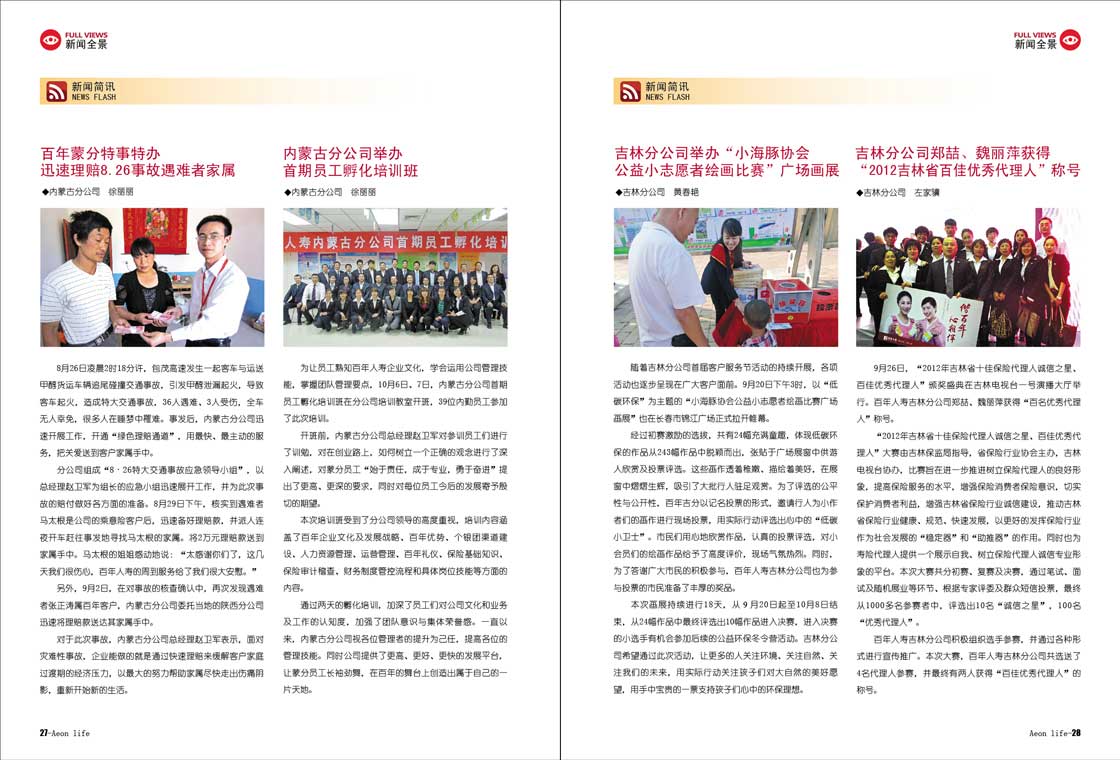 FULL VIEWS
新闻全景
新闻简讯
NEWS FLASH
百年蒙分特事特办
迅速理赔8.26事故遇难者家属
◆内蒙古分公司 徐丽丽
8月26日凌晨2时18分许，包茂高速发生一起客车与运送
甲醇货运车辆追尾碰撞交通事故，引发甲醇泄漏起火，导致
客车起火，造成特大交通事故，36人遇难、3人受伤，全车
无人幸免，很多人在睡梦中罹难。事发后，内蒙古分公司迅
速开展工作，开通“绿色理赔通道”，用最快、最主动的服
务，把关爱送到客户家属手中。
分公司组成“8·26特大交通事故应急领导小组”，以
总经理赵卫军为组长的应急小组迅速展开工作，并为此次事
故的赔付做好各方面的准备。8月29日下午，核实到遇难者
马太根是公司的乘意险客户后，迅速备好理赔款，并派人连
夜开车赶往事发地寻找马太根的家属。将2万元理赔款送到
家属手中。马太根的姐姐感动地说：“太感谢你们了，这几
天我们很伤心，百年人寿的周到服务给了我们很大安慰。”
另外，9月2日，在对事故的核查确认中，再次发现遇难
者张正涛属百年客户，内蒙古分公司委托当地的陕西分公司
迅速将理赔款送达其家属手中。
对于此次事故，内蒙古分公司总经理赵卫军表示，面对
灾难性事故，企业能做的就是通过快速理赔来缓解客户家庭
过渡期的经济压力，以最大的努力帮助家属尽快走出伤痛阴
影，重新开始新的生活。
内蒙古分公司举办
首期员工孵化培训班
◆内蒙古分公司 徐丽丽
人寿内蒙古分公司首期员工孵化培训
为让员工熟知百年人寿企业文化，学会运用公司管理技
能，掌握团队管理要点，10月6日、7日，内蒙古分公司首期
员工孵化培训班在分公司培训教室开班，39位内勤员工参加
了此次培训。
开班前，内蒙古分公司总经理赵卫军对参训员工们进行
了训勉，对在创业路上，如何树立一个正确的观念进行了深
入阐述，对蒙分员工“始于责任，成于专业，勇于奋进”提
出了更高、更深的要求，同时对每位员工今后的发展寄予殷
切的期望。
本次培训班受到了分公司领导的高度重视，培训内容涵
盖了百年企业文化及发展战略、百年优势、个银团渠道建
设、人力资源管理、运营管理、百年礼仪、保险基础知识、
保险审计稽查、财务制度管控流程和具体岗位技能等方面的
内容。
通过两天的孵化培训，加深了员工们对公司文化和业务
及工作的认知度，加强了团队意识与集体荣誉感。一直以
来，内蒙古分公司视各位管理者的提升为己任，提高各位的
管理技能。同时公司提供了更高、更好、更快的发展平台，
让蒙分员工长袖劲舞，在百年的舞台上创造出属于自己的一
片天地。
27-Aeon life
FULL VIEWS
新闻全景
新闻简讯
NEWS FLASH
吉林分公司举办“小海豚协会
公益小志愿者绘画比赛”广场画展
◆吉林分公司 黄春艳
投票箱
随着吉林分公司首届客户服务节活动的持续开展，各项
活动也逐步呈现在广大客户面前。9月20日下午3时，以“低
碳环保”为主题的“小海豚协会公益小志愿者绘画比赛广场
画展”也在长春市锦江广场正式拉开帷幕。
经过初赛激励的选拔，共有24幅充满童趣，体现低碳环
保的作品从243幅作品中脱颖而出，张贴于广场展窗中供游
人欣赏及投票评选。这些画作透着稚嫩，描绘着美好，在展
窗中熠熠生辉，吸引了大批行人驻足观赏。为了评选的公平
性与公开性，百年吉分以记名投票的形式，邀请行人为小作
者们的画作进行现场投票，用实际行动评选出心中的“低碳
小卫士”。市民们用心地欣赏作品，认真的投票评选，对小
会员们的绘画作品给予了高度评价，现场气氛热烈。同时，
为了答谢广大市民的积极参与，百年人寿吉林分公司也为参
与投票的市民准备了丰厚的奖品。
本次画展持续进行18天，从9月20日起至10月8日结
束，从24幅作品中最终评选出10幅作品进入决赛，进入决赛
的小选手有机会参加后续的公益环保冬令营活动。吉林分公
司希望通过此次活动，让更多的人关注环境、关注自然、关
注我们的未来，用实际行动关注孩子们对大自然的美好愿
望，用手中宝贵的一票支持孩子们心中的环保理想。
吉林分公司郑喆、魏丽萍获得
“2012吉林省百佳优秀代理人”称号
◆吉林分公司 左家骥
偕百年
心相伴
9月26日，“2012年吉林省十佳保险代理人诚信之星、
百佳优秀代理人”颁奖盛典在吉林电视台一号演播大厅举
行。百年人寿吉林分公司郑喆、魏丽萍获得“百名优秀代理
人”称号。
“2012年吉林省十佳保险代理人诚信之星、百佳优秀代
理人”大赛由吉林保监局指导，省保险行业协会主办，吉林
电视台协办，比赛旨在进一步推进树立保险代理人的良好形
象，提高保险服务的水平，增强保险消费者保险意识，切实
保护消费者利益，增强吉林省保险行业诚信建设，推动吉林
省保险行业健康、规范、快速发展，以更好的发挥保险行业
作为社会发展的“稳定器”和“助推器”的作用。同时也为
寿险代理人提供一个展示自我、树立保险代理人诚信专业形
象的平台。本次大赛共分初赛、复赛及决赛，通过笔试、面
试及随机展业等环节、根据专家评委及群众短信投票，最终
从1000多名参赛者中，评选出10名“诚信之星”，100名
“优秀代理人”。
百年人寿吉林分公司积极组织选手参赛，并通过各种形
式进行宣传推广。本次大赛，百年人寿吉林分公司共选送了
4名代理人参赛，并最终有两人获得“百佳优秀代理人”的
称号。
Aeon life-28